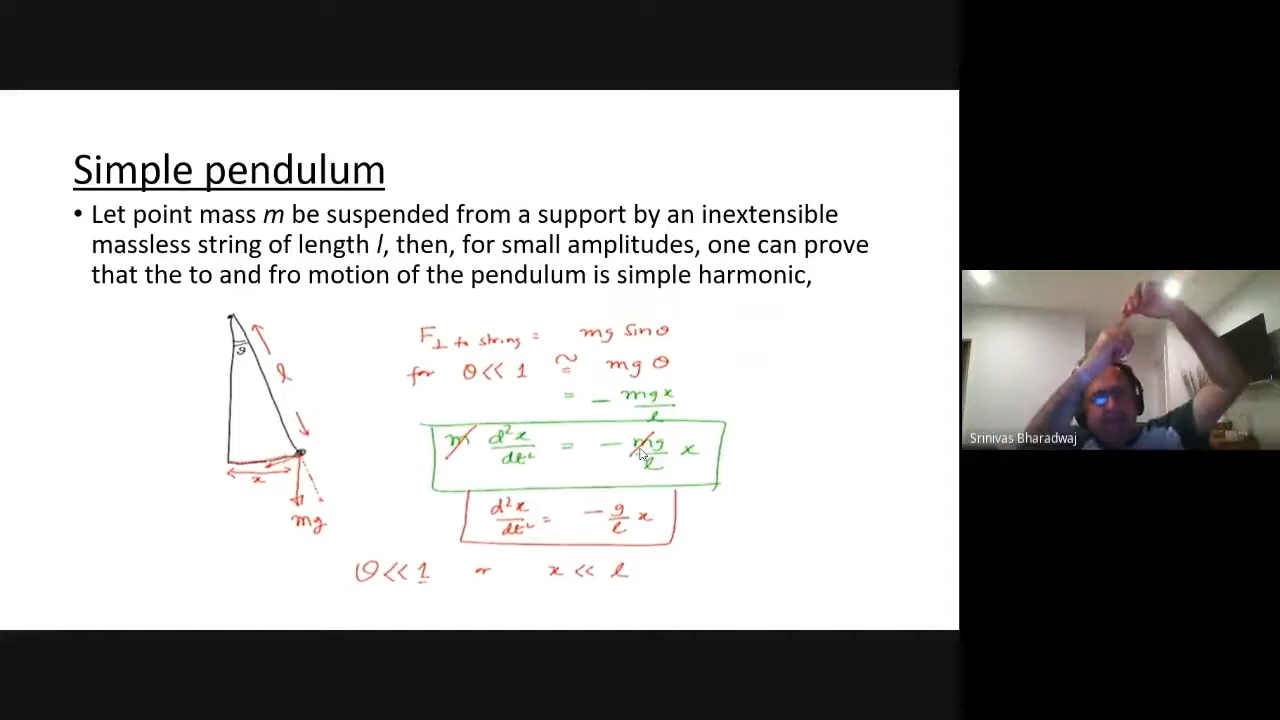 Simple pendulum
• Let point mass m be suspended from a support by an inextensible
massless string of length l, then, for small amplitudes, one can prove
that the to and fro motion of the pendulum is simple harmonic,
θ
l
x
mg
F⊥ to string = mg sinθ
for θ << 1 ≅ mg θ
= - mgx/l
m d²x/dt² = - mg/l x
d²x/dt² = - g/l x
θ << 1 or x << l
Srinivas Bharadwaj